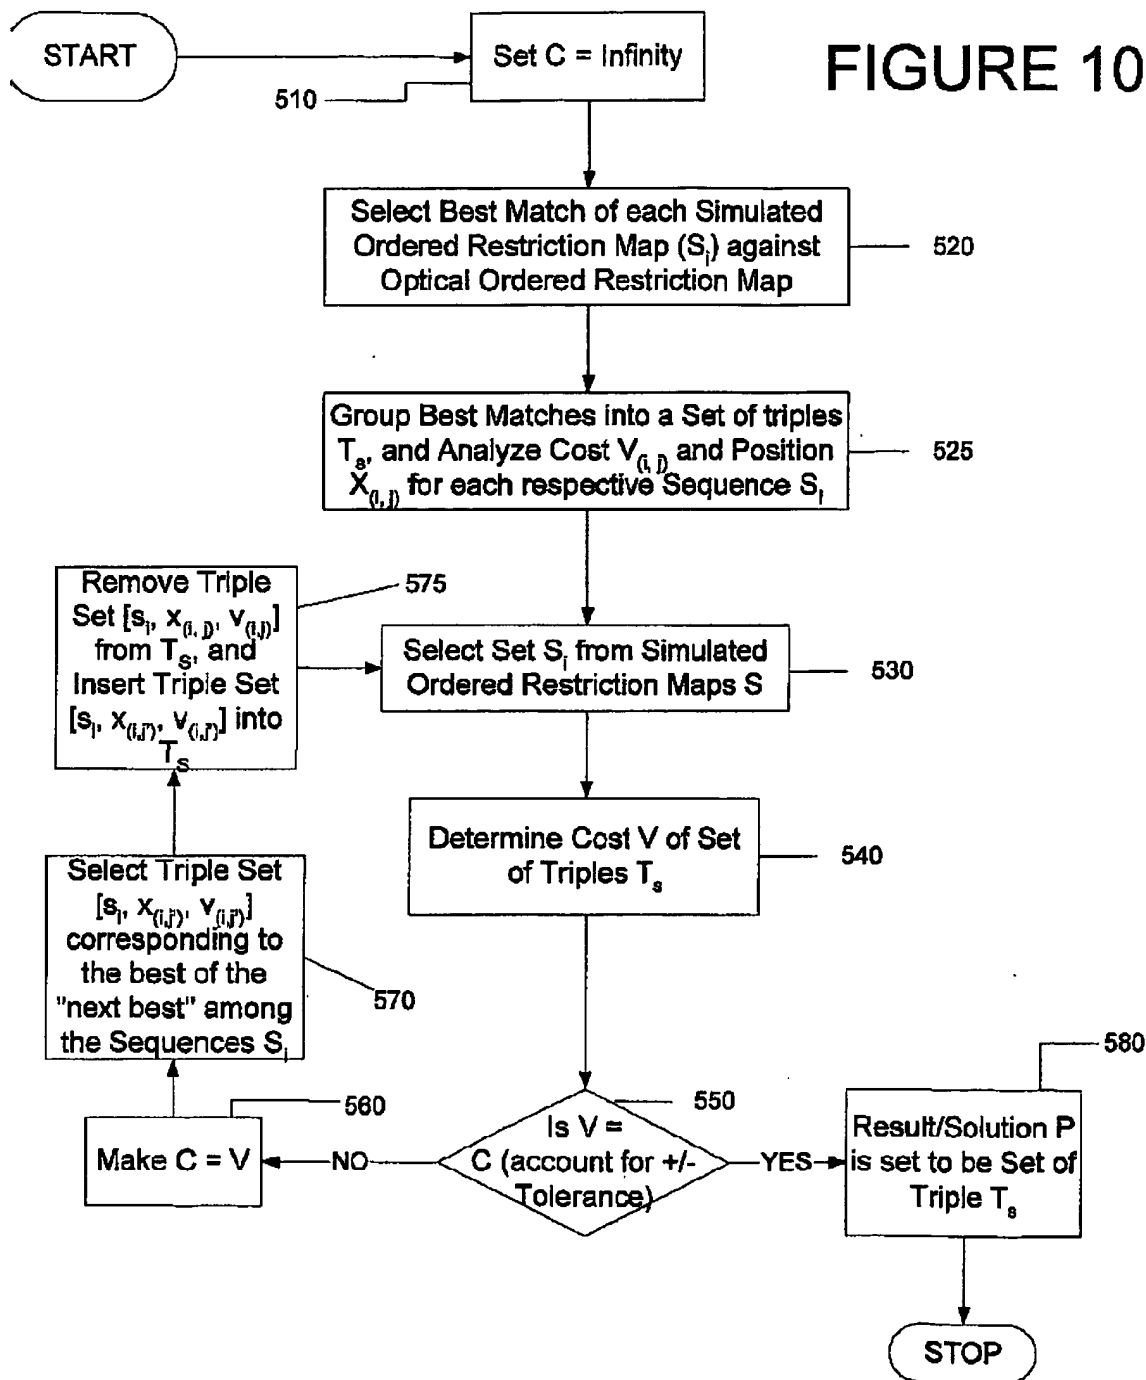 START
Set C = Infinity
FIGURE 10
510
Select Best Match of each Simulated
Ordered Restriction Map (Sᵢ) against
Optical Ordered Restriction Map
520
Group Best Matches into a Set of triples
Tₛ, and Analyze Cost V(i, j) and Position
X(i, j) for each respective Sequence Sᵢ
525
Remove Triple
Set [sᵢ, x(i, j), v(i,j)]
from Tₛ, and
Insert Triple Set
[sᵢ, x(i,j'), v(i,j')] into
Tₛ
575
Select Set Sᵢ from Simulated
Ordered Restriction Maps S
530
Determine Cost V of Set
of Triples Tₛ
540
Select Triple Set
[sᵢ, x(i,j'), v(i,j')]
corresponding to
the best of the
"next best" among
the Sequences Sᵢ
570
580
560
550
Make C = V
NO
Is V =
C (account for +/-
Tolerance)
YES
Result/Solution P
is set to be Set of
Triple Tₛ
STOP